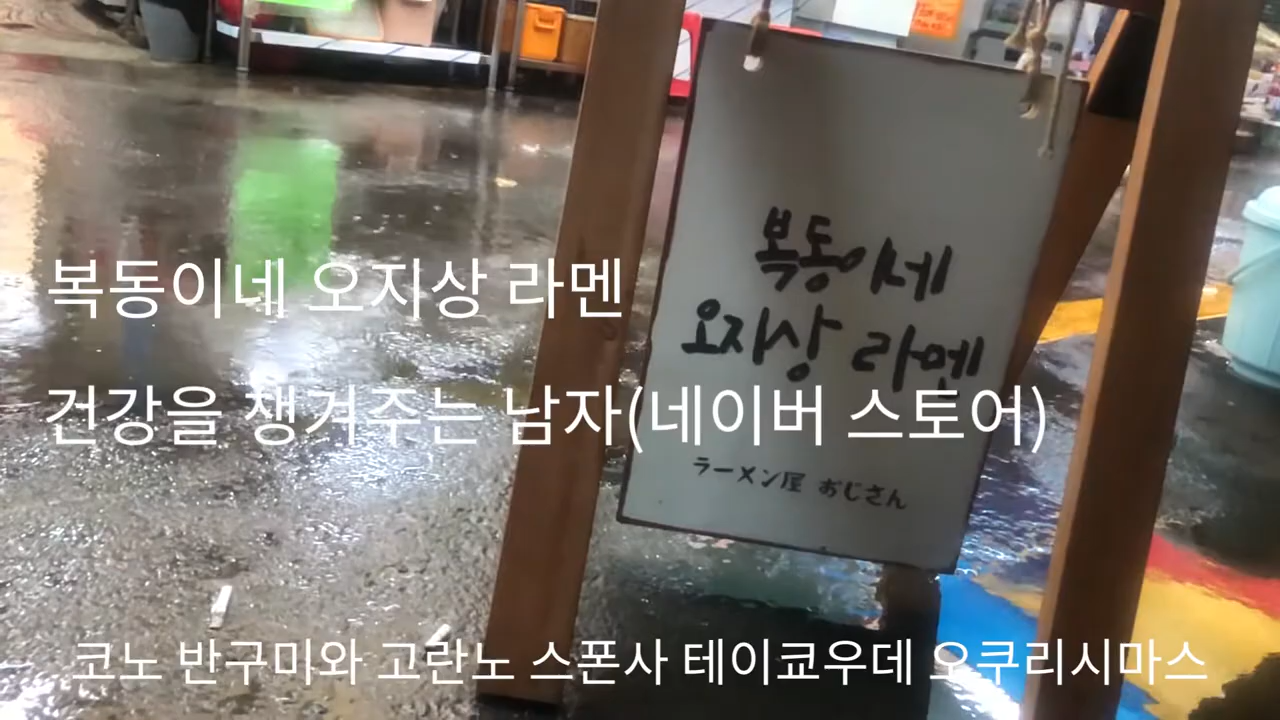 복동이네 오지상 라멘
건강을 챙겨주는 남자(네이버 스토어)
복동이네
오지상 라멘
ラーメン屋 おじさん
코노 반구미와 고란노 스폰사 테이쿄우데 오쿠리시마스